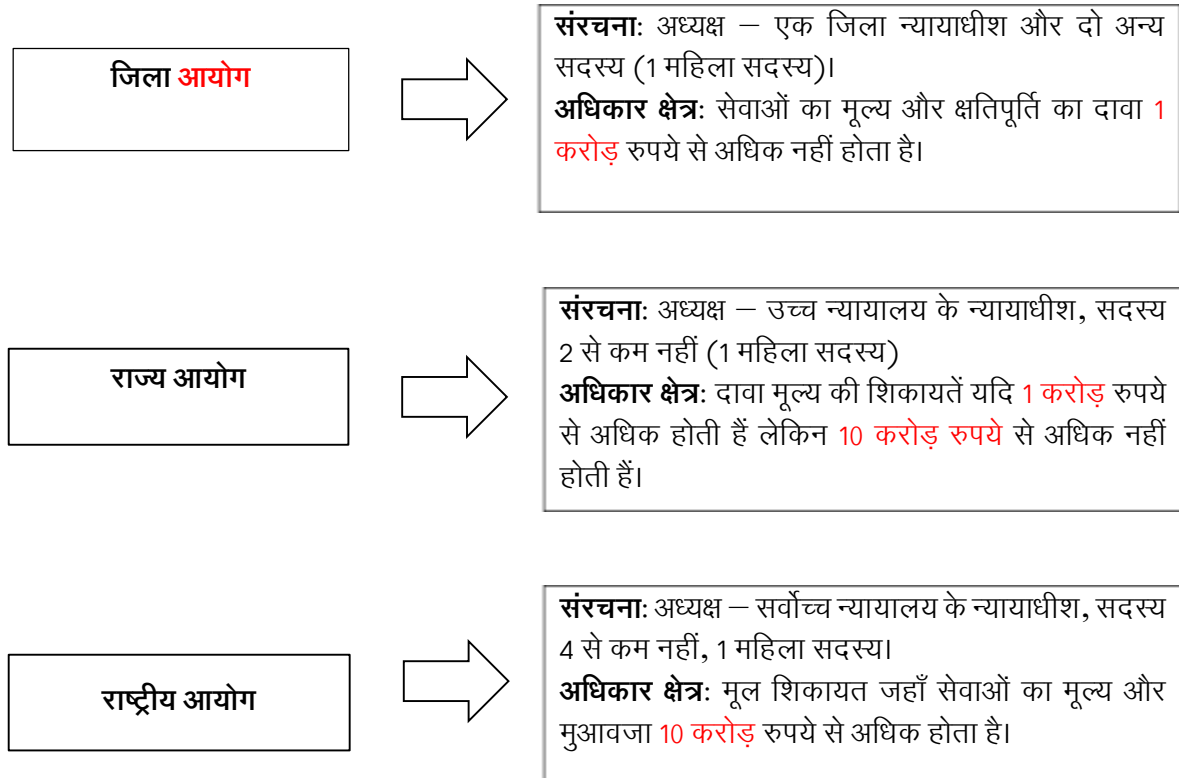 जिला आयोग
संरचना: अध्यक्ष – एक जिला न्यायाधीश और दो अन्य
सदस्य (1 महिला सदस्य)।
अधिकार क्षेत्र: सेवाओं का मूल्य और क्षतिपूर्ति का दावा 1
करोड़ रुपये से अधिक नहीं होता है।
राज्य आयोग
संरचना: अध्यक्ष – उच्च न्यायालय के न्यायाधीश, सदस्य
2 से कम नहीं (1 महिला सदस्य)
अधिकार क्षेत्र: दावा मूल्य की शिकायतें यदि 1 करोड़ रुपये
से अधिक होती हैं लेकिन 10 करोड़ रुपये से अधिक नहीं
होती हैं।
राष्ट्रीय आयोग
संरचना: अध्यक्ष – सर्वोच्च न्यायालय के न्यायाधीश, सदस्य
4 से कम नहीं, 1 महिला सदस्य।
अधिकार क्षेत्र: मूल शिकायत जहाँ सेवाओं का मूल्य और
मुआवजा 10 करोड़ रुपये से अधिक होता है।